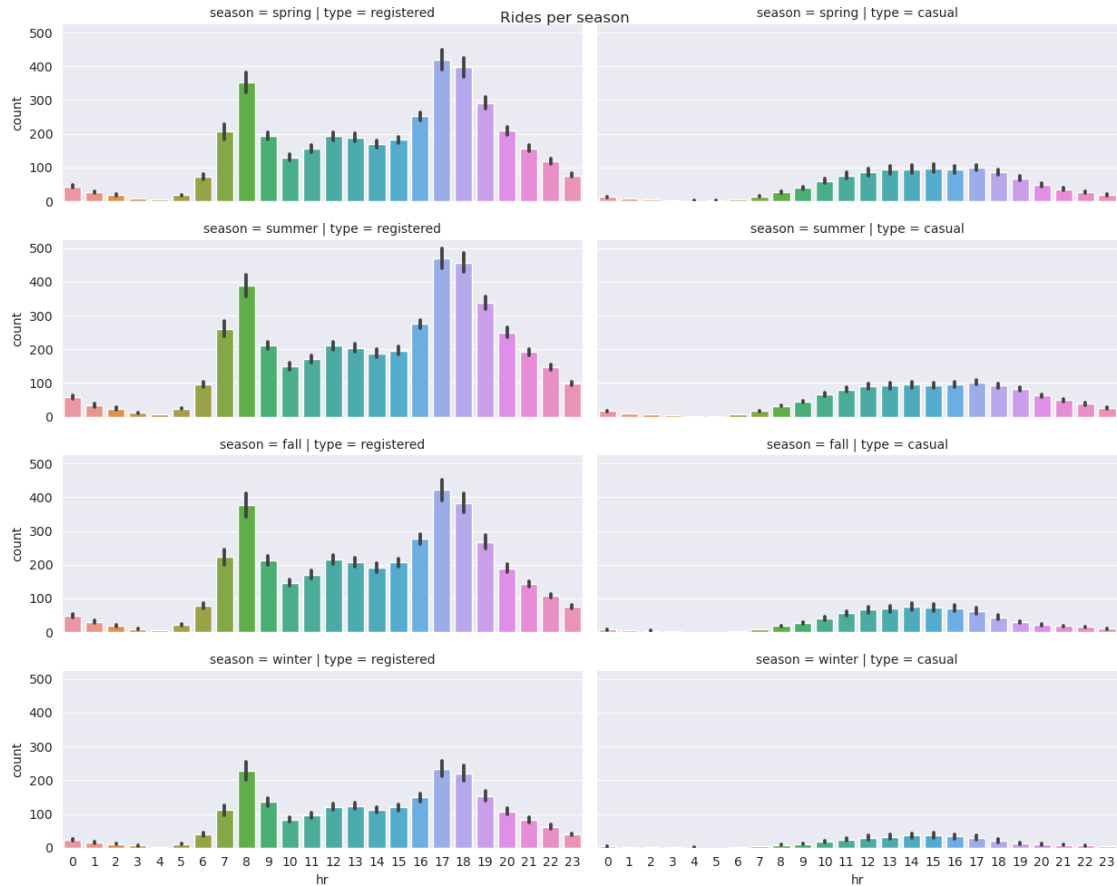 Rides per season
season = spring | type = registered
season = spring | type = casual
500
400
300
200
100
0
count
season = summer | type = registered
season = summer | type = casual
500
400
300
200
100
0
count
season = fall | type = registered
season = fall | type = casual
500
400
300
200
100
0
count
season = winter | type = registered
season = winter | type = casual
500
400
300
200
100
0
count
0 1 2 3 4 5 6 7 8 9 10 11 12 13 14 15 16 17 18 19 20 21 22 23
hr
0 1 2 3 4 5 6 7 8 9 10 11 12 13 14 15 16 17 18 19 20 21 22 23
hr